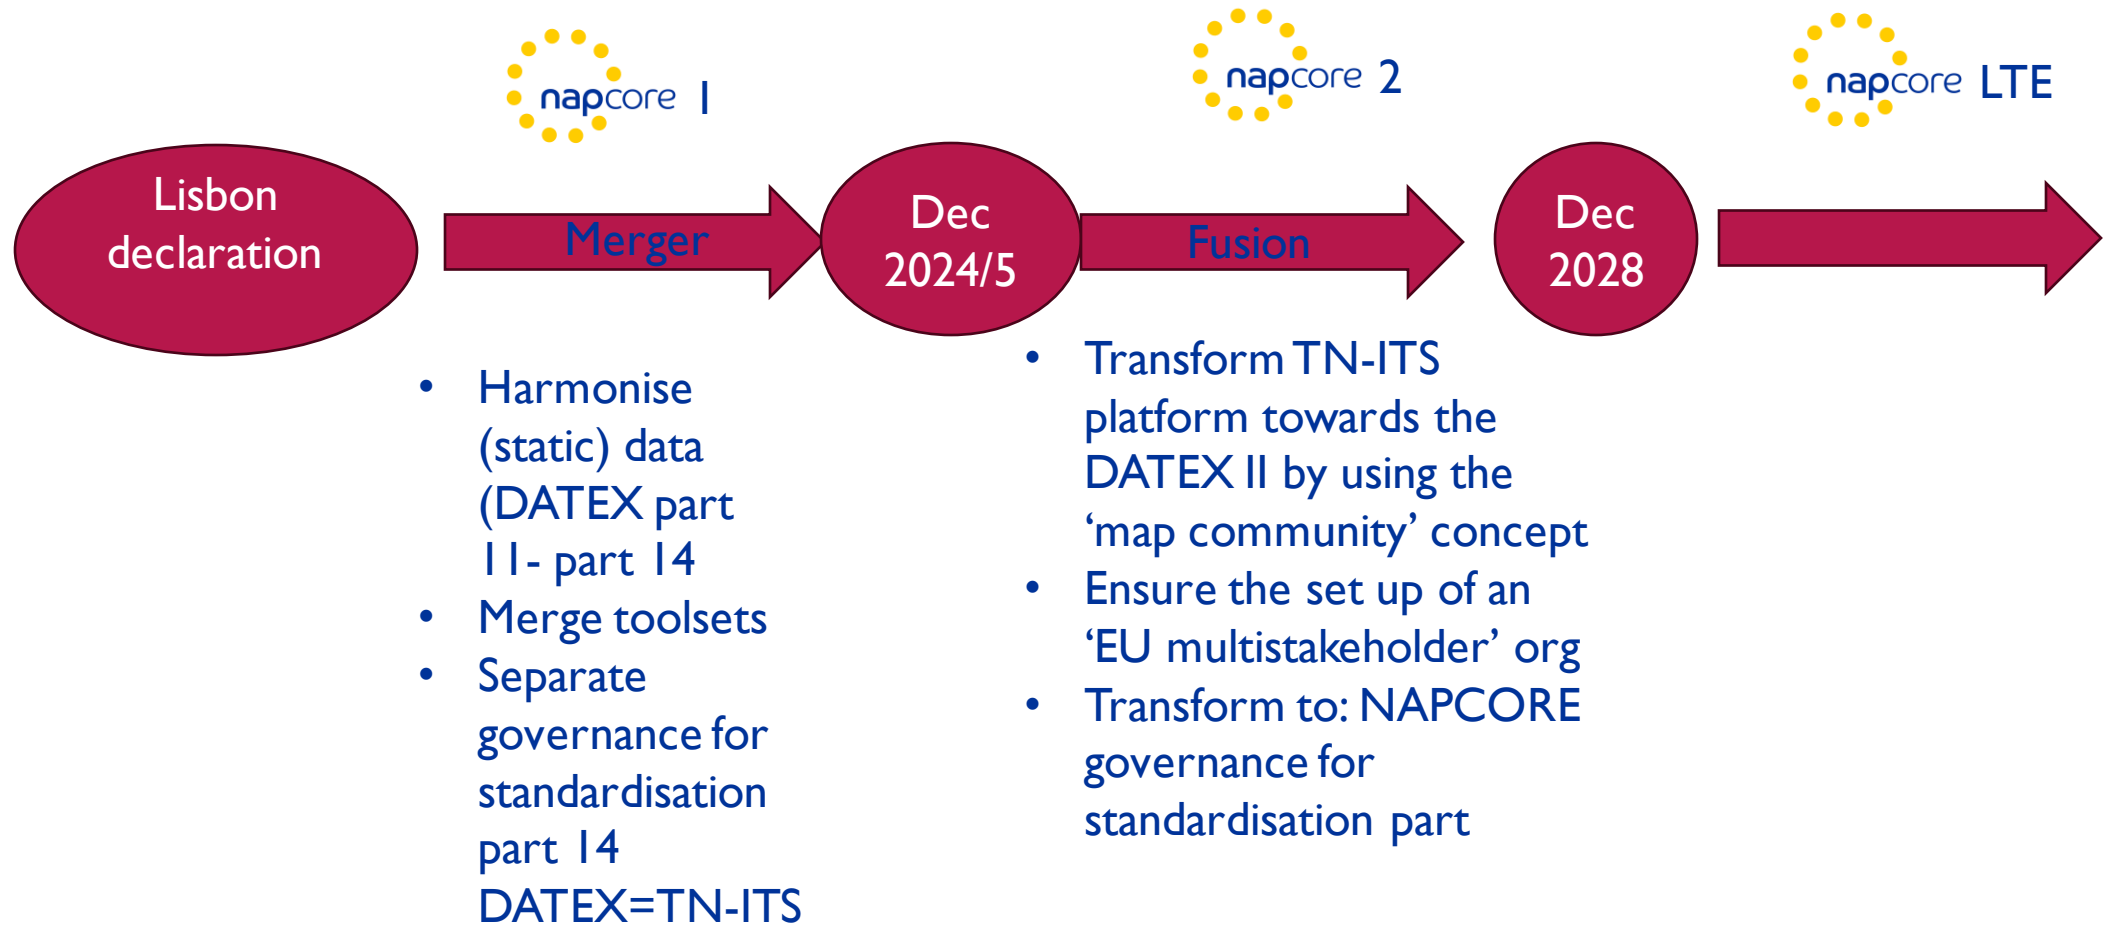 napcore 1
napcore 2
napcore LTE
Lisbon
declaration
Merger
Dec
2024/5
Fusion
Dec
2028
• Harmonise
(static) data
(DATEX part
11- part 14
• Merge toolsets
• Separate
governance for
standardisation
part 14
DATEX=TN-ITS
• Transform TN-ITS
platform towards the
DATEX II by using the
‘map community’ concept
• Ensure the set up of an
‘EU multistakeholder’ org
• Transform to: NAPCORE
governance for
standardisation part